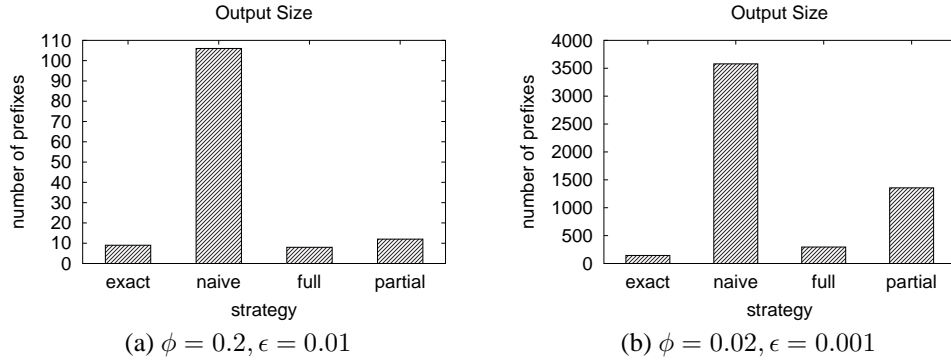 Output Size
number of prefixes
110
100
90
80
70
60
50
40
30
20
10
0
exact naive full partial
strategy
(a) ϕ = 0.2, ϵ = 0.01
Output Size
number of prefixes
4000
3500
3000
2500
2000
1500
1000
500
0
exact naive full partial
strategy
(b) ϕ = 0.02, ϵ = 0.001